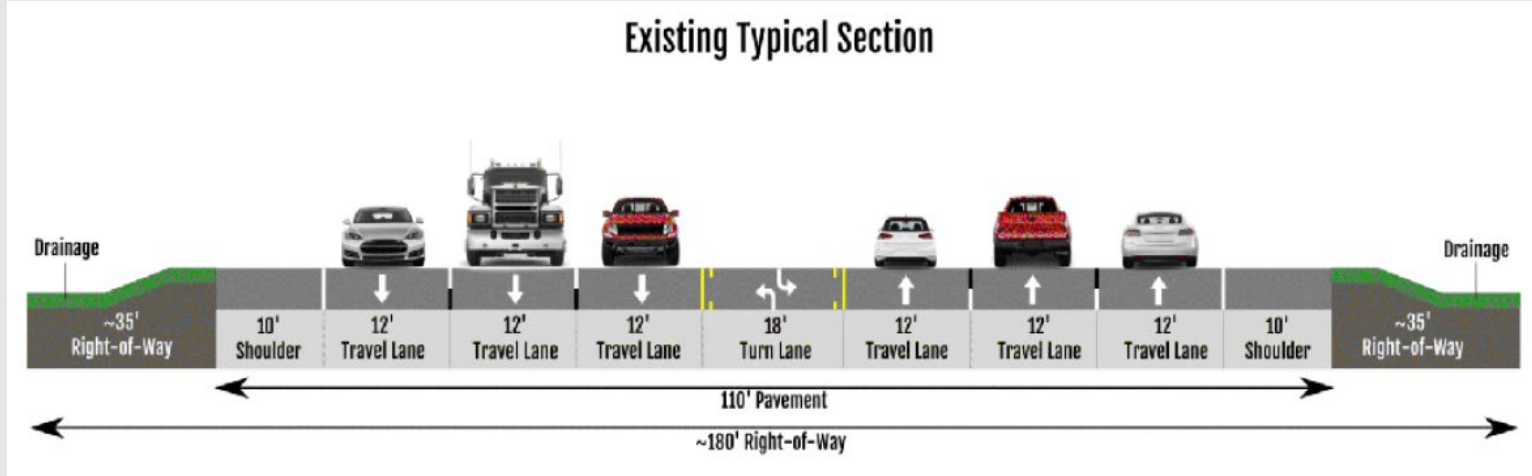 Existing Typical Section
Drainage
Drainage
~35'
Right-of-Way
10'
Shoulder
12'
Travel Lane
12'
Travel Lane
12'
Travel Lane
18'
Turn Lane
12'
Travel Lane
12'
Travel Lane
12'
Travel Lane
10'
Shoulder
~35'
Right-of-Way
110' Pavement
~180' Right-of-Way